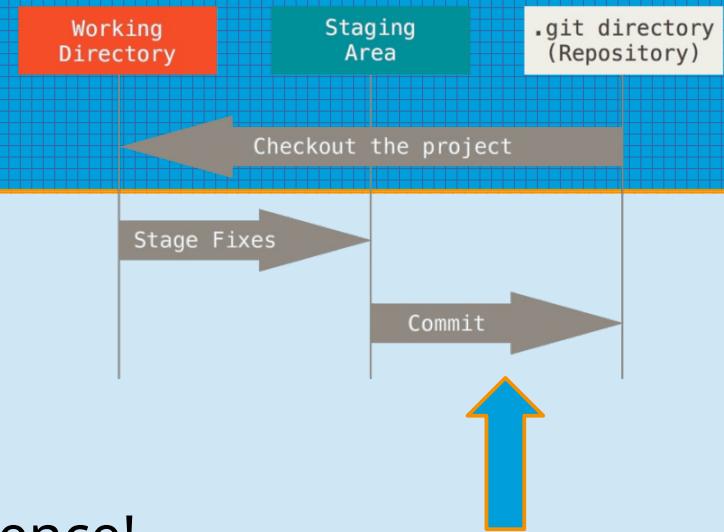 Working
Directory
Staging
Area
.git directory
(Repository)
Checkout the project
Stage Fixes
Commit